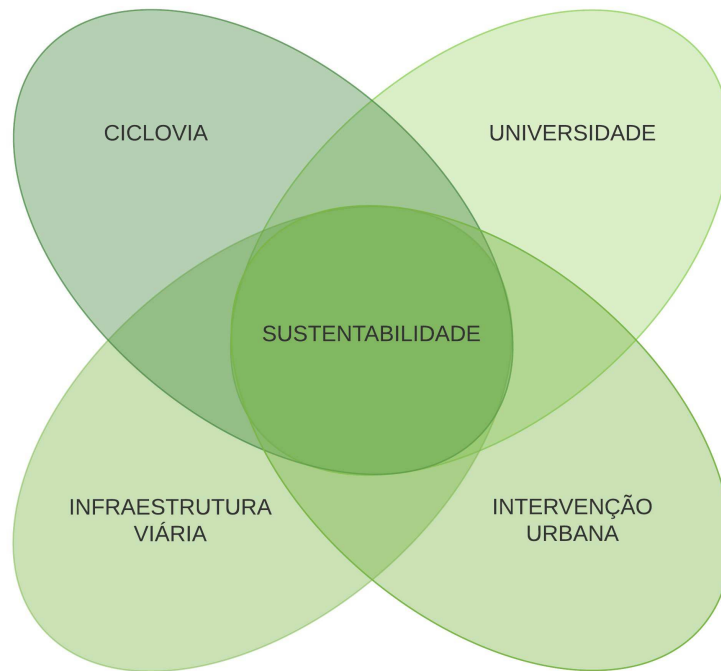 CICLOVIA
UNIVERSIDADE
SUSTENTABILIDADE
INFRAESTRUTURA
VIÁRIA
INTERVENÇÃO
URBANA